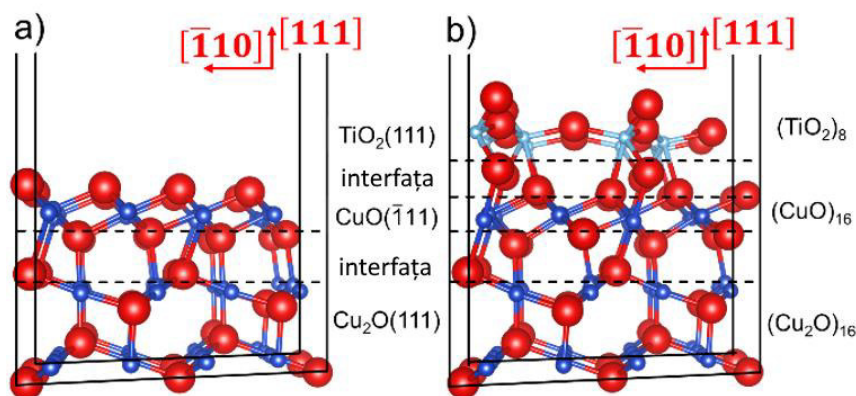 a)
[1̅10] [111]
b)
[1̅10] [111]
TiO₂(111)
interfața
CuO(1̅11)
interfața
Cu₂O(111)
(TiO₂)₈
(CuO)₁₆
(Cu₂O)₁₆